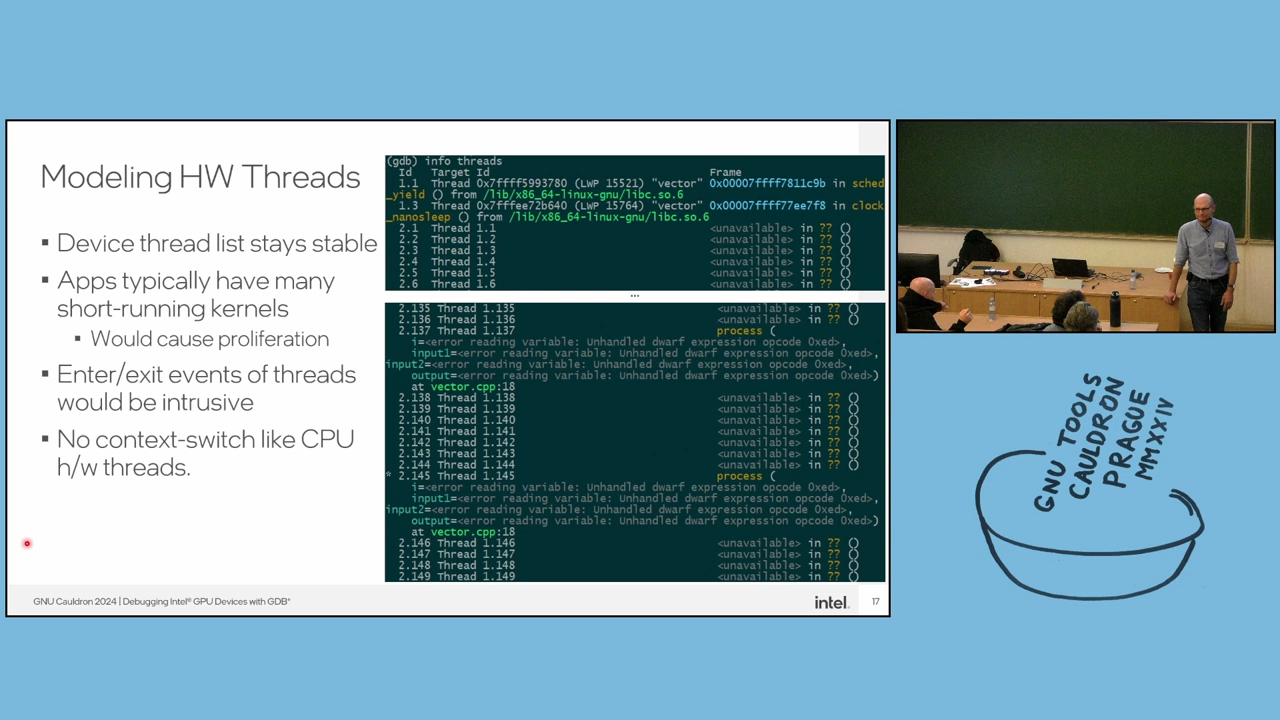 Modeling HW Threads
▪ Device thread list stays stable
▪ Apps typically have many
short-running kernels
▪ Would cause proliferation
▪ Enter/exit events of threads
would be intrusive
▪ No context-switch like CPU
h/w threads.
(gdb) info threads
Id Target Id Frame
1.1 Thread 0x7ffff5993780 (LWP 15521) "vector" 0x00007ffff7811c9b in sched
_yield () from /lib/x86_64-linux-gnu/libc.so.6
1.3 Thread 0x7fffee72b640 (LWP 15764) "vector" 0x00007ffff77ee7f8 in clock
_nanosleep () from /lib/x86_64-linux-gnu/libc.so.6
2.1 Thread 1.1 <unavailable> in ?? ()
2.2 Thread 1.2 <unavailable> in ?? ()
2.3 Thread 1.3 <unavailable> in ?? ()
2.4 Thread 1.4 <unavailable> in ?? ()
2.5 Thread 1.5 <unavailable> in ?? ()
2.6 Thread 1.6 <unavailable> in ?? ()
...
2.135 Thread 1.135 <unavailable> in ?? ()
2.136 Thread 1.136 <unavailable> in ?? ()
2.137 Thread 1.137 process (
i=<error reading variable: Unhandled dwarf expression opcode 0xed>,
input1=<error reading variable: Unhandled dwarf expression opcode 0xed>,
input2=<error reading variable: Unhandled dwarf expression opcode 0xed>,
output=<error reading variable: Unhandled dwarf expression opcode 0xed>)
at vector.cpp:18
2.138 Thread 1.138 <unavailable> in ?? ()
2.139 Thread 1.139 <unavailable> in ?? ()
2.140 Thread 1.140 <unavailable> in ?? ()
2.141 Thread 1.141 <unavailable> in ?? ()
2.142 Thread 1.142 <unavailable> in ?? ()
2.143 Thread 1.143 <unavailable> in ?? ()
2.144 Thread 1.144 <unavailable> in ?? ()
* 2.145 Thread 1.145 process (
i=<error reading variable: Unhandled dwarf expression opcode 0xed>,
input1=<error reading variable: Unhandled dwarf expression opcode 0xed>,
input2=<error reading variable: Unhandled dwarf expression opcode 0xed>,
output=<error reading variable: Unhandled dwarf expression opcode 0xed>)
at vector.cpp:18
2.146 Thread 1.146 <unavailable> in ?? ()
2.147 Thread 1.147 <unavailable> in ?? ()
2.148 Thread 1.148 <unavailable> in ?? ()
2.149 Thread 1.149 <unavailable> in ?? ()
GNU Cauldron 2024 | Debugging Intel® GPU Devices with GDB*
intel.
17
GNU TOOLS
CAULDRON
PRAGUE
MMXXIV